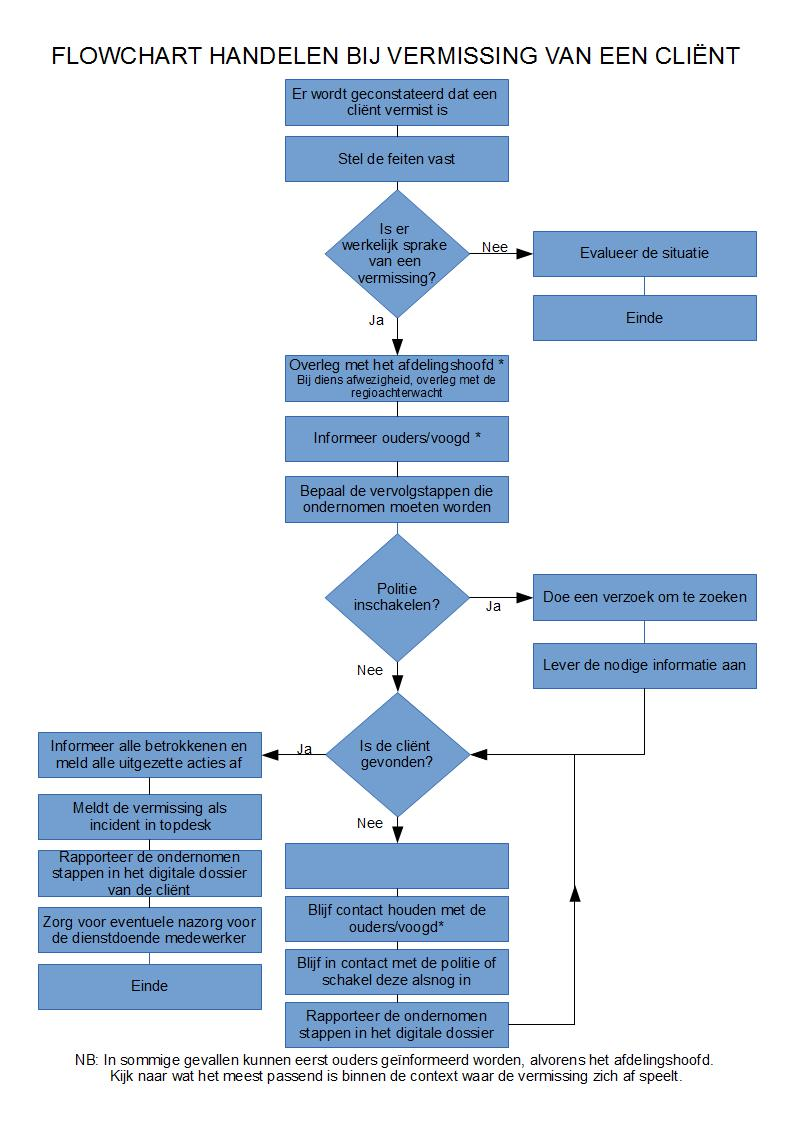 FLOWCHART HANDELEN BIJ VERMISSING VAN EEN CLIËNT
Er wordt geconstateerd dat een
cliënt vermist is
Stel de feiten vast
Is er
werkelijk sprake
van een
vermissing?
Nee
Evalueer de situatie
Einde
Ja
Overleg met het afdelingshoofd *
Bij diens afwezigheid, overleg met de
regioachterwacht
Informeer ouders/voogd *
Bepaal de vervolgstappen die
ondernomen moeten worden
Politie
inschakelen?
Ja
Doe een verzoek om te zoeken
Lever de nodige informatie aan
Nee
Is de cliënt
gevonden?
Ja
Informeer alle betrokkenen en
meld alle uitgezette acties af
Meldt de vermissing als
incident in topdesk
Rapporteer de ondernomen
stappen in het digitale dossier
van de cliënt
Zorg voor eventuele nazorg voor
de dienstdoende medewerker
Einde
Nee
Blijf contact houden met de
ouders/voogd*
Blijf in contact met de politie of
schakel deze alsnog in
Rapporteer de ondernomen
stappen in het digitale dossier
NB: In sommige gevallen kunnen eerst ouders geïnformeerd worden, alvorens het afdelingshoofd.
Kijk naar wat het meest passend is binnen de context waar de vermissing zich af speelt.